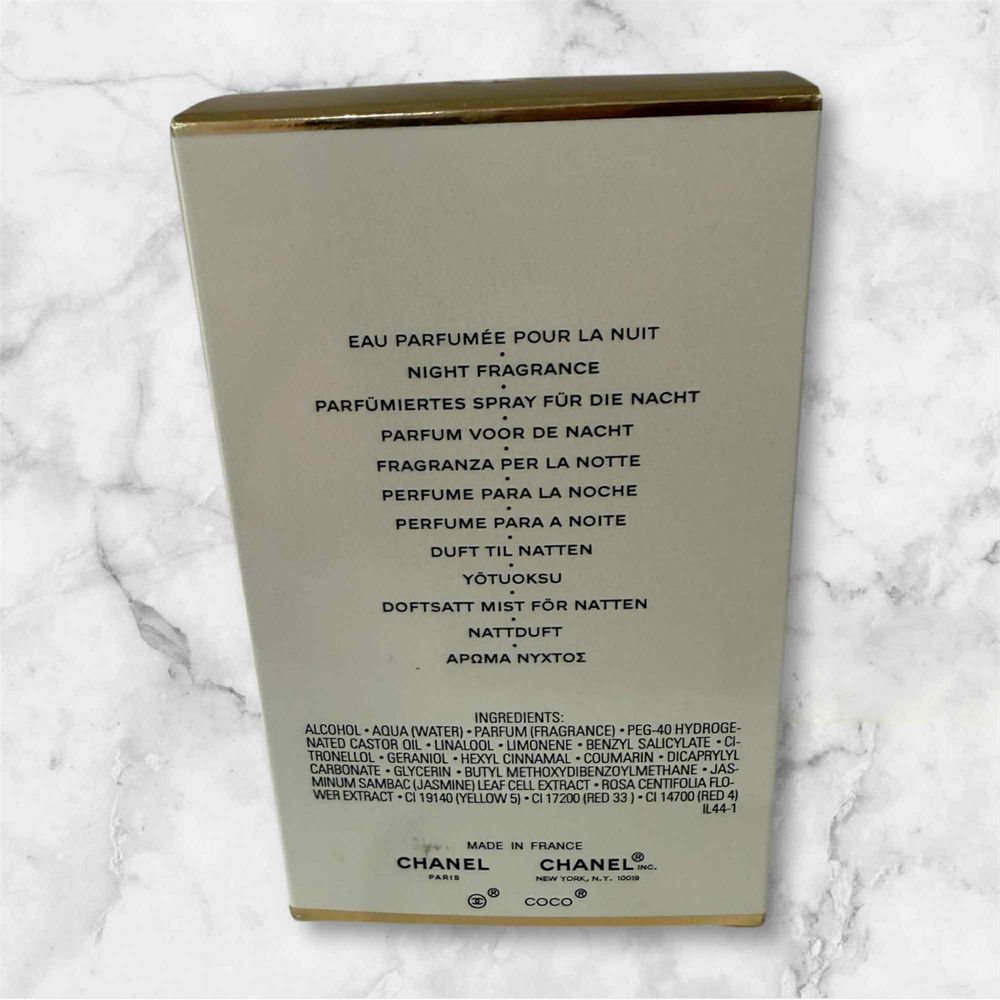 EAU PARFUMÉE POUR LA NUIT
•
NIGHT FRAGRANCE
•
PARFÜMIERTES SPRAY FÜR DIE NACHT
•
PARFUM VOOR DE NACHT
•
FRAGRANZA PER LA NOTTE
•
PERFUME PARA LA NOCHE
•
PERFUME PARA A NOITE
•
DUFT TIL NATTEN
•
YÖTUOKSU
•
DOFTSATT MIST FÖR NATTEN
•
NATTDUFT
•
ΑΡΩΜΑ ΝΥΧΤΟΣ
INGREDIENTS:
ALCOHOL • AQUA (WATER) • PARFUM (FRAGRANCE) • PEG-40 HYDROGE-
NATED CASTOR OIL • LINALOOL • LIMONENE • BENZYL SALICYLATE • CI-
TRONELLOL • GERANIOL • HEXYL CINNAMAL • COUMARIN • DICAPRYLYL
CARBONATE • GLYCERIN • BUTYL METHOXYDIBENZOYLMETHANE • JAS-
MINUM SAMBAC (JASMINE) LEAF CELL EXTRACT • ROSA CENTIFOLIA FLO-
WER EXTRACT • CI 19140 (YELLOW 5) • CI 17200 (RED 33 ) • CI 14700 (RED 4)
IL44-1
MADE IN FRANCE
CHANEL CHANEL® INC.
PARIS NEW YORK, N.Y. 10019
® COCO®